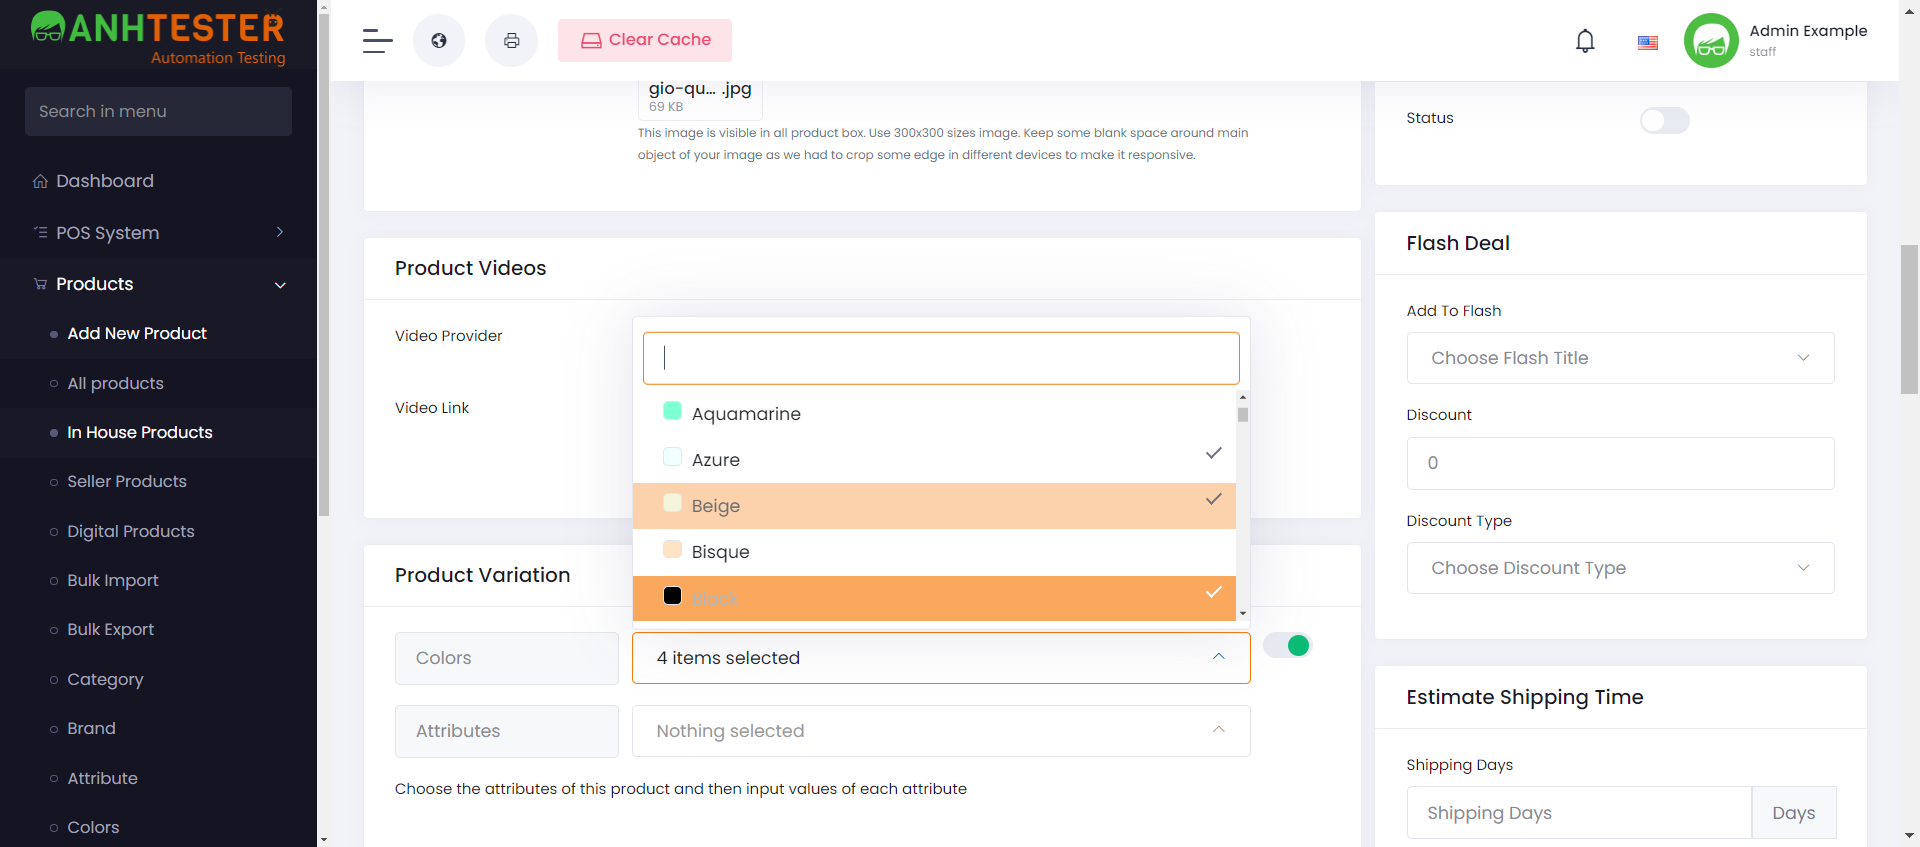 ANHTESTER
Automation Testing
Search in menu
Dashboard
POS System
Products
Add New Product
All products
In House Products
Seller Products
Digital Products
Bulk Import
Bulk Export
Category
Brand
Attribute
Colors
Clear Cache
Admin Example
staff
gio-qu... .jpg
69 KB
This image is visible in all product box. Use 300x300 sizes image. Keep some blank space around main
object of your image as we had to crop some edge in different devices to make it responsive.
Product Videos
Video Provider
Video Link
Aquamarine
Azure
Beige
Bisque
Black
Product Variation
Colors
4 items selected
Attributes
Nothing selected
Choose the attributes of this product and then input values of each attribute
Status
Flash Deal
Add To Flash
Choose Flash Title
Discount
0
Discount Type
Choose Discount Type
Estimate Shipping Time
Shipping Days
Shipping Days
Days